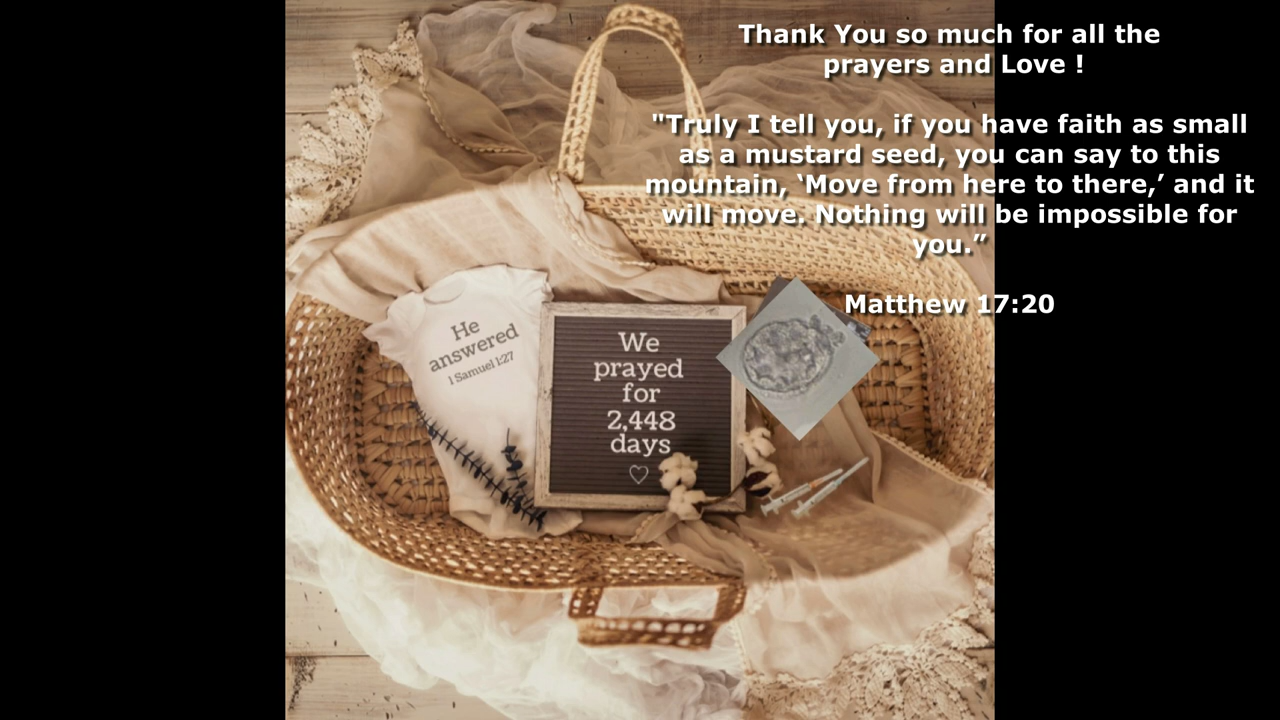 Thank You so much for all the
prayers and Love !
"Truly I tell you, if you have faith as small
as a mustard seed, you can say to this
mountain, ‘Move from here to there,’ and it
will move. Nothing will be impossible for
you.”
Matthew 17:20
He
answered
1 Samuel 1:27
We
prayed
for
2,448
days